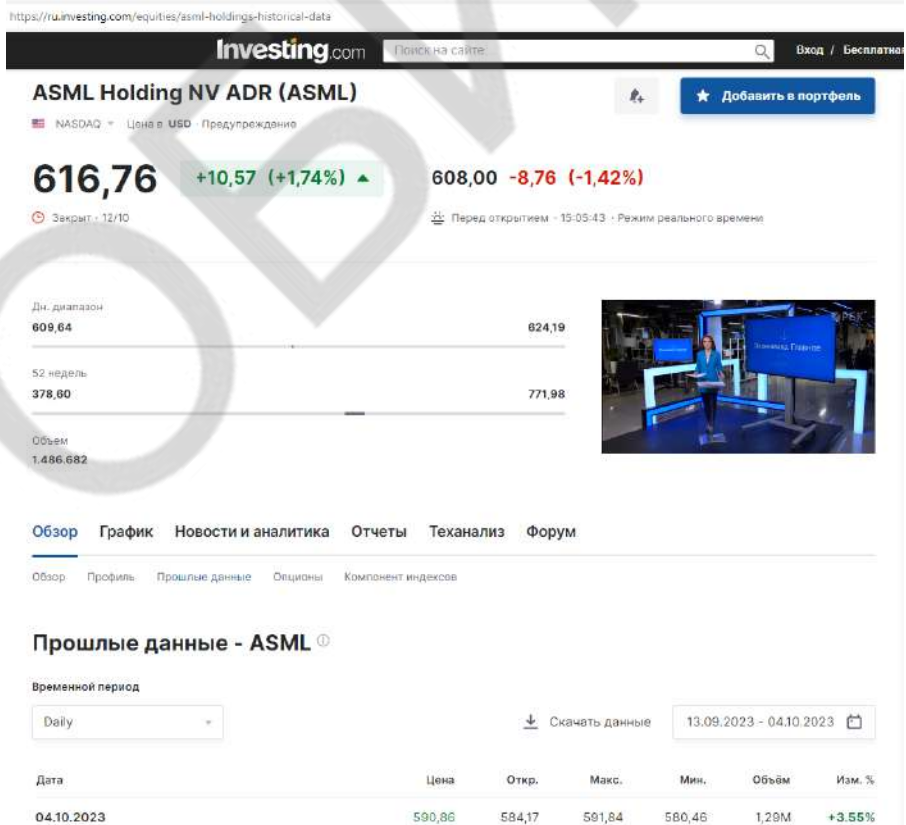 https://ru.investing.com/equities/asml-holdings-historical-data
Investing.com Поиск на сайте Вход / Бесплатная
ASML Holding NV ADR (ASML)
Добавить в портфель
NASDAQ Цена в USD · Предупреждение
616,76 +10,57 (+1,74%) 608,00 -8,76 (-1,42%)
Закрыт · 12/10 Перед открытием · 15:05:43 · Режим реального времени
Дн. диапазон
609,64 624,19
52 недель
378,60 771,98
Объем
1.486.682
Обзор График Новости и аналитика Отчеты Теханализ Форум
Обзор Профиль Прошлые данные Опционы Компонент индексов
Прошлые данные - ASML
Временной период
Daily Скачать данные 13.09.2023 - 04.10.2023
Дата Цена Откр. Макс. Мин. Объём Изм. %
04.10.2023 590,86 584,17 591,84 580,46 1,29M +3.55%